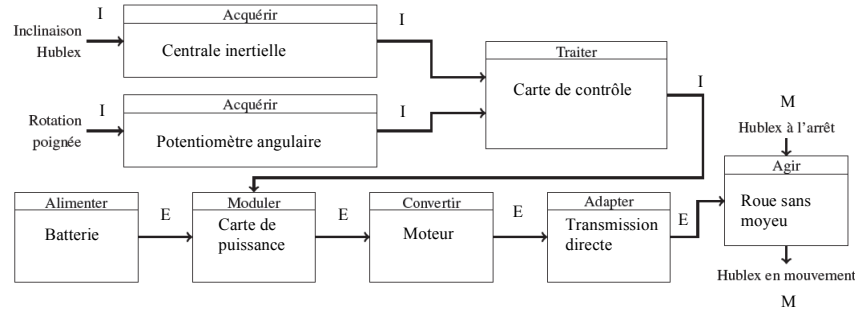 I
Acquérir
I
Inclinaison
Hublex
Centrale inertielle
Traiter
Carte de contrôle
I
I
Acquérir
I
Rotation
poignée
Potentiomètre angulaire
M
Hublex à l'arrêt
Agir
Roue sans
moyeu
Alimenter
Batterie
E
Moduler
Carte de
puissance
E
Convertir
Moteur
E
Adapter
Transmission
directe
E
Hublex en mouvement
M